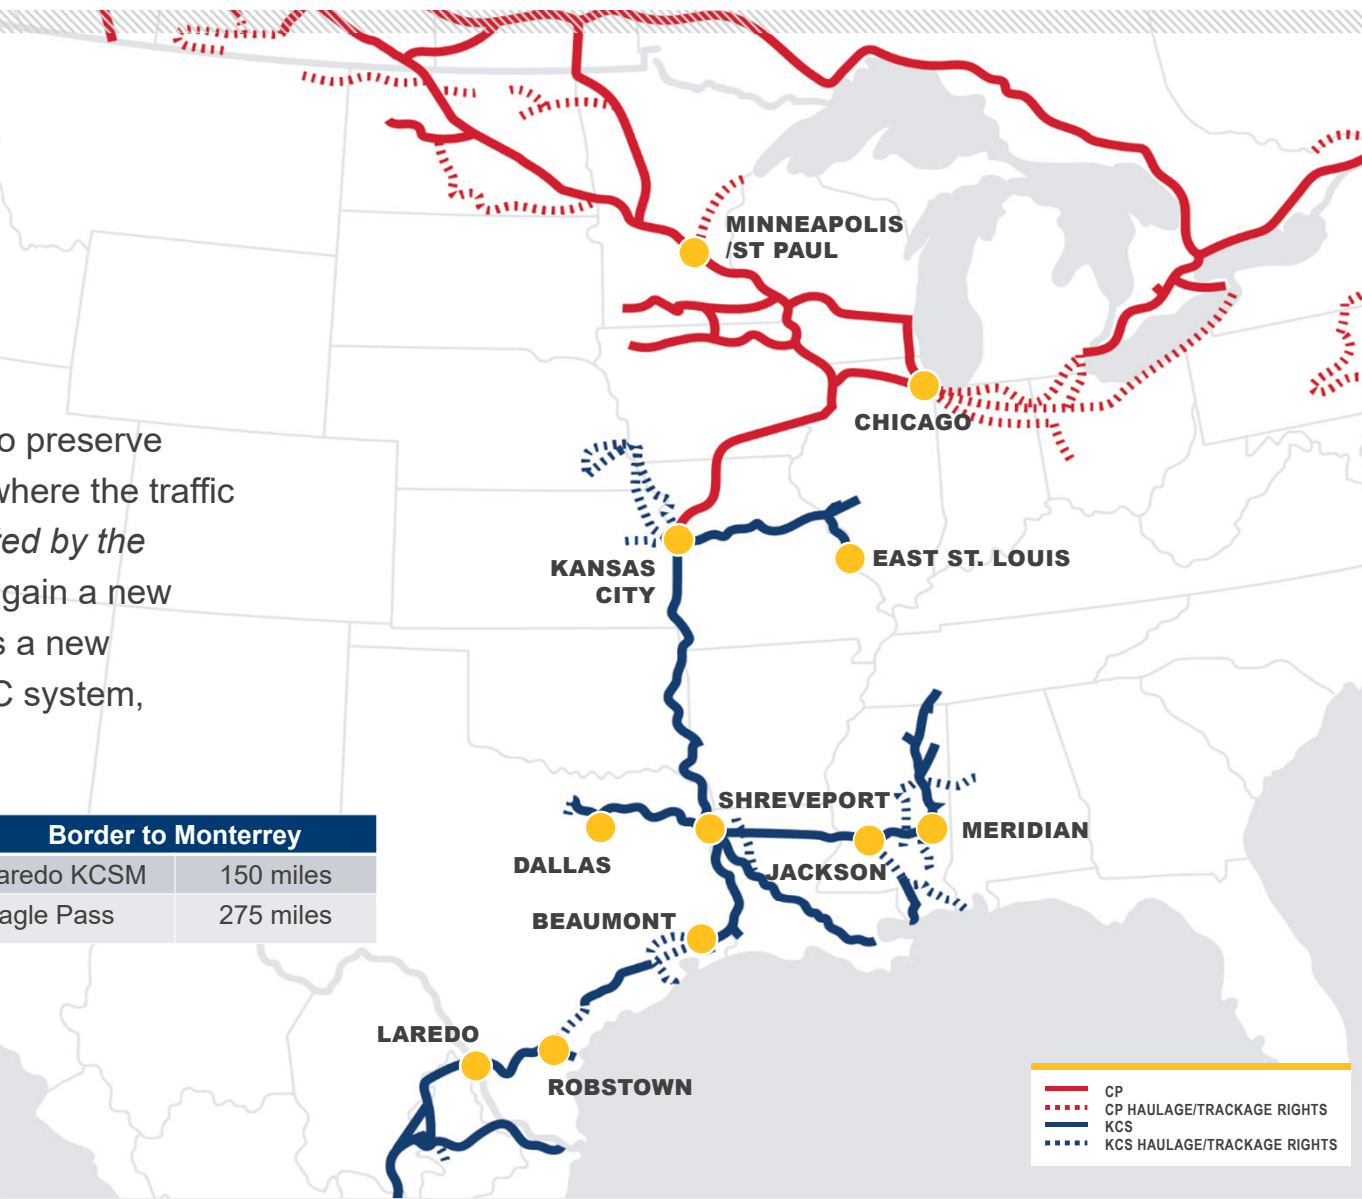 MINNEAPOLIS
/ST PAUL
CHICAGO
o preserve
where the traffic
ed by the
gain a new
s a new
C system,
KANSAS
CITY
EAST ST. LOUIS
SHREVEPORT
MERIDIAN
JACKSON
DALLAS
BEAUMONT
Border to Monterrey
aredo KCSM 150 miles
agle Pass 275 miles
LAREDO
ROBSTOWN
CP
CP HAULAGE/TRACKAGE RIGHTS
KCS
KCS HAULAGE/TRACKAGE RIGHTS